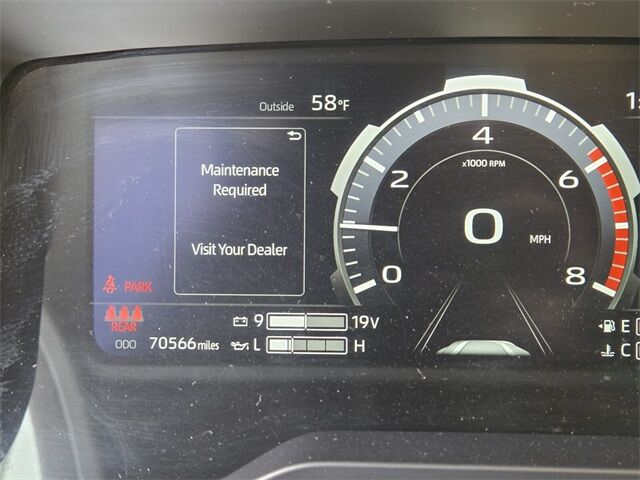 Outside 58°F
Maintenance
Required
Visit Your Dealer
PARK
REAR
ODO 70566 miles
9 19V
L H
0
2
4
6
8
x1000 RPM
0 MPH
E
C